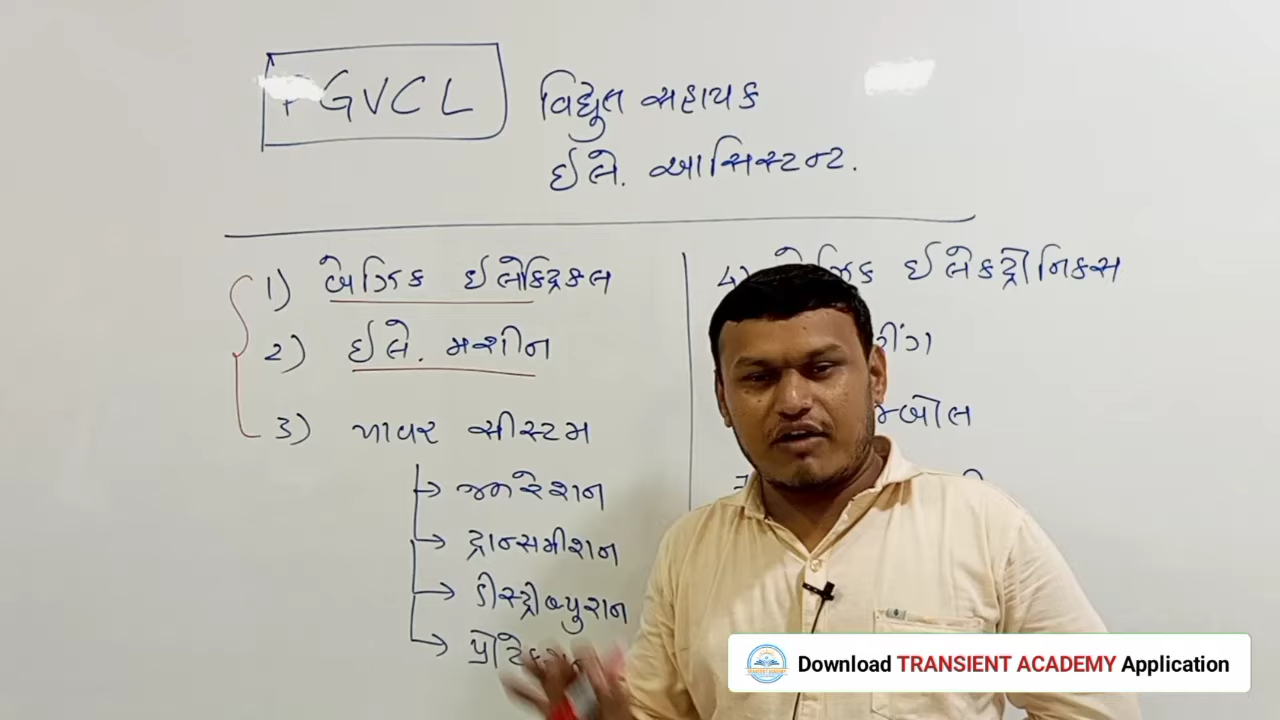 PGVCL વિદ્યુત સહાયક
ઈલે. આસિસ્ટન્ટ.
1) બેઝિક ઈલેક્ટ્રિકલ
2) ઈલે. મશીન
3) પાવર સીસ્ટમ
→ જનરેશન
→ ટ્રાન્સમીશન
→ ડીસ્ટ્રીબ્યુશન
→
4) ઈલેકટ્રોનિક્સ
Download TRANSIENT ACADEMY Application